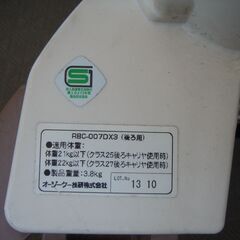 RBC-007DX3 (後ろ用)
●適用体重:
体重21kg以下(クラス25後ろキャリヤ使用時)
体重22kg以下(クラス27後ろキャリヤ使用時)
●製品重量:3.8kg
オージーケー技研株式会社
LOT.No
13 10